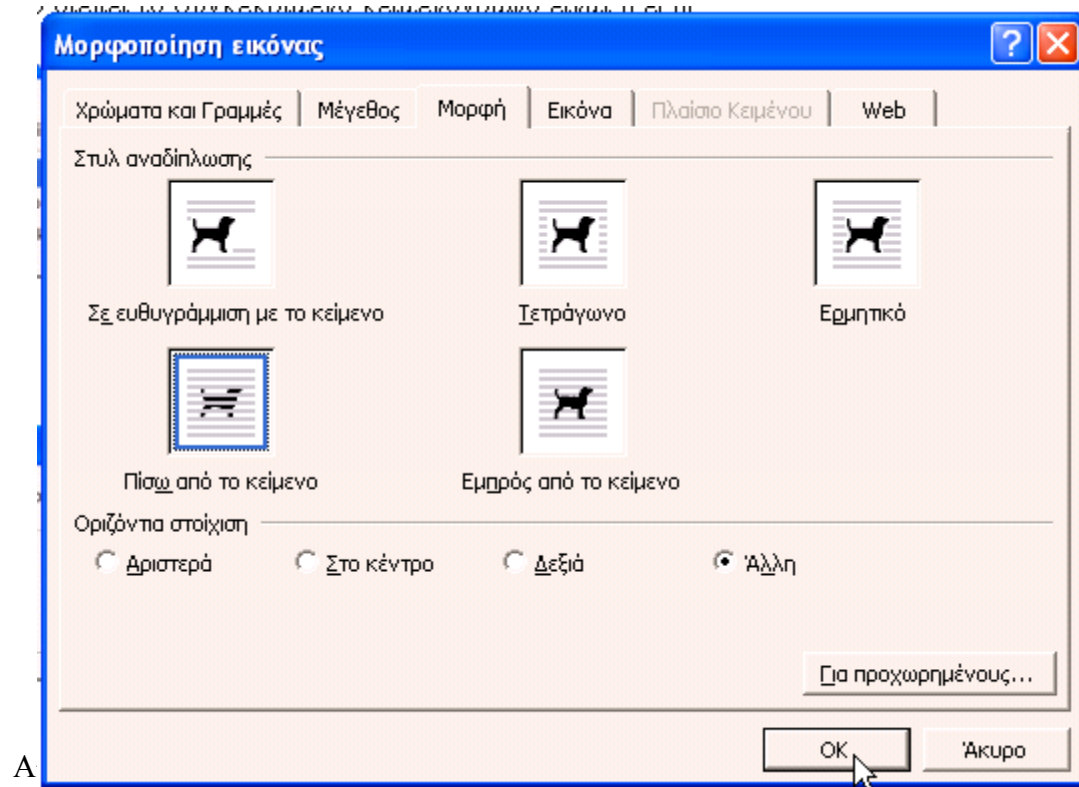 Μορφοποίηση εικόνας
Χρώματα και Γραμμές Μέγεθος Μορφή Εικόνα Πλαίσιο Κειμένου Web
Στυλ αναδίπλωσης
Σε ευθυγράμμιση με το κείμενο Τετράγωνο Ερμητικό
Πίσω από το κείμενο Εμπρός από το κείμενο
Οριζόντια στοίχιση
Αριστερά Στο κέντρο Δεξιά Άλλη
Για προχωρημένους...
OK Άκυρο
Α